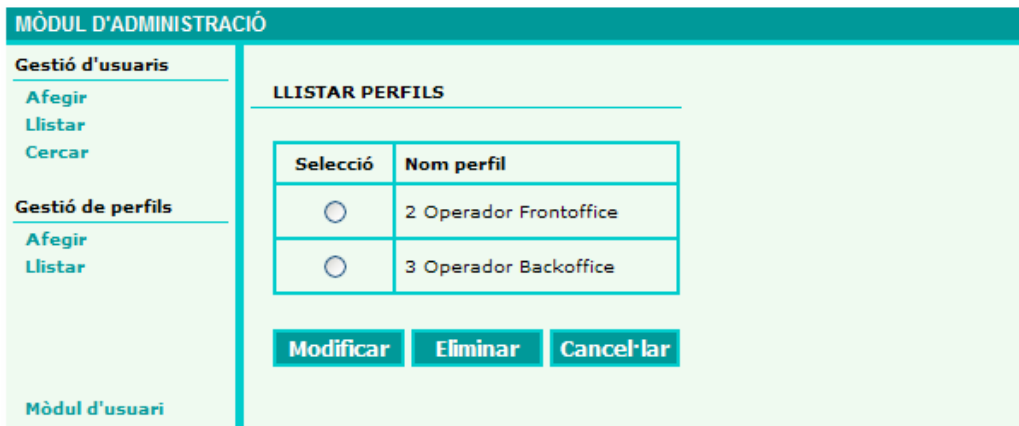 MÒDUL D'ADMINISTRACIÓ
Gestió d'usuaris
Afegir
Llistar
Cercar
Gestió de perfils
Afegir
Llistar
Mòdul d'usuari
LLISTAR PERFILS
Selecció Nom perfil
2 Operador Frontoffice
3 Operador Backoffice
Modificar Eliminar Cancel·lar